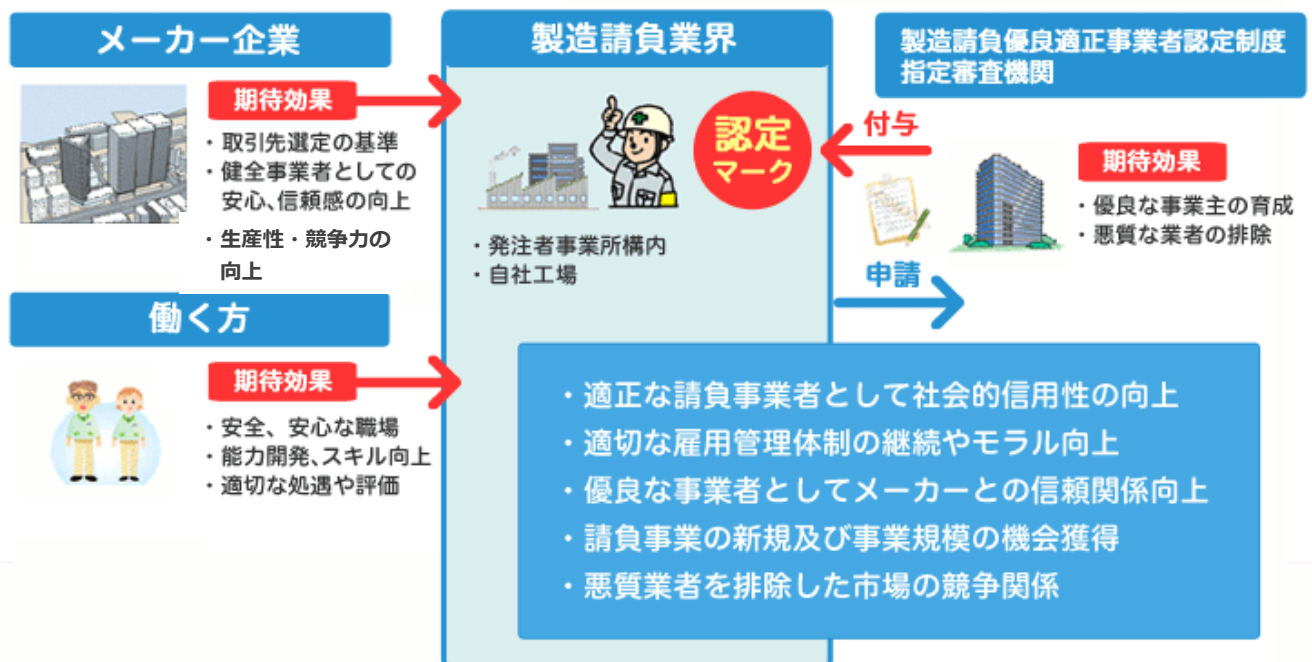 メーカー企業
期待効果
・取引先選定の基準
・健全事業者としての
安心、信頼感の向上
・生産性・競争力の
向上
働く方
期待効果
・安全、安心な職場
・能力開発、スキル向上
・適切な処遇や評価
製造請負業界
認定
マーク
・発注者事業所構内
・自社工場
製造請負優良適正事業者認定制度
指定審査機関
付与
期待効果
・優良な事業主の育成
・悪質な業者の排除
申請
・適正な請負事業者として社会的信用性の向上
・適切な雇用管理体制の継続やモラル向上
・優良な事業者としてメーカーとの信頼関係向上
・請負事業の新規及び事業規模の機会獲得
・悪質業者を排除した市場の競争関係